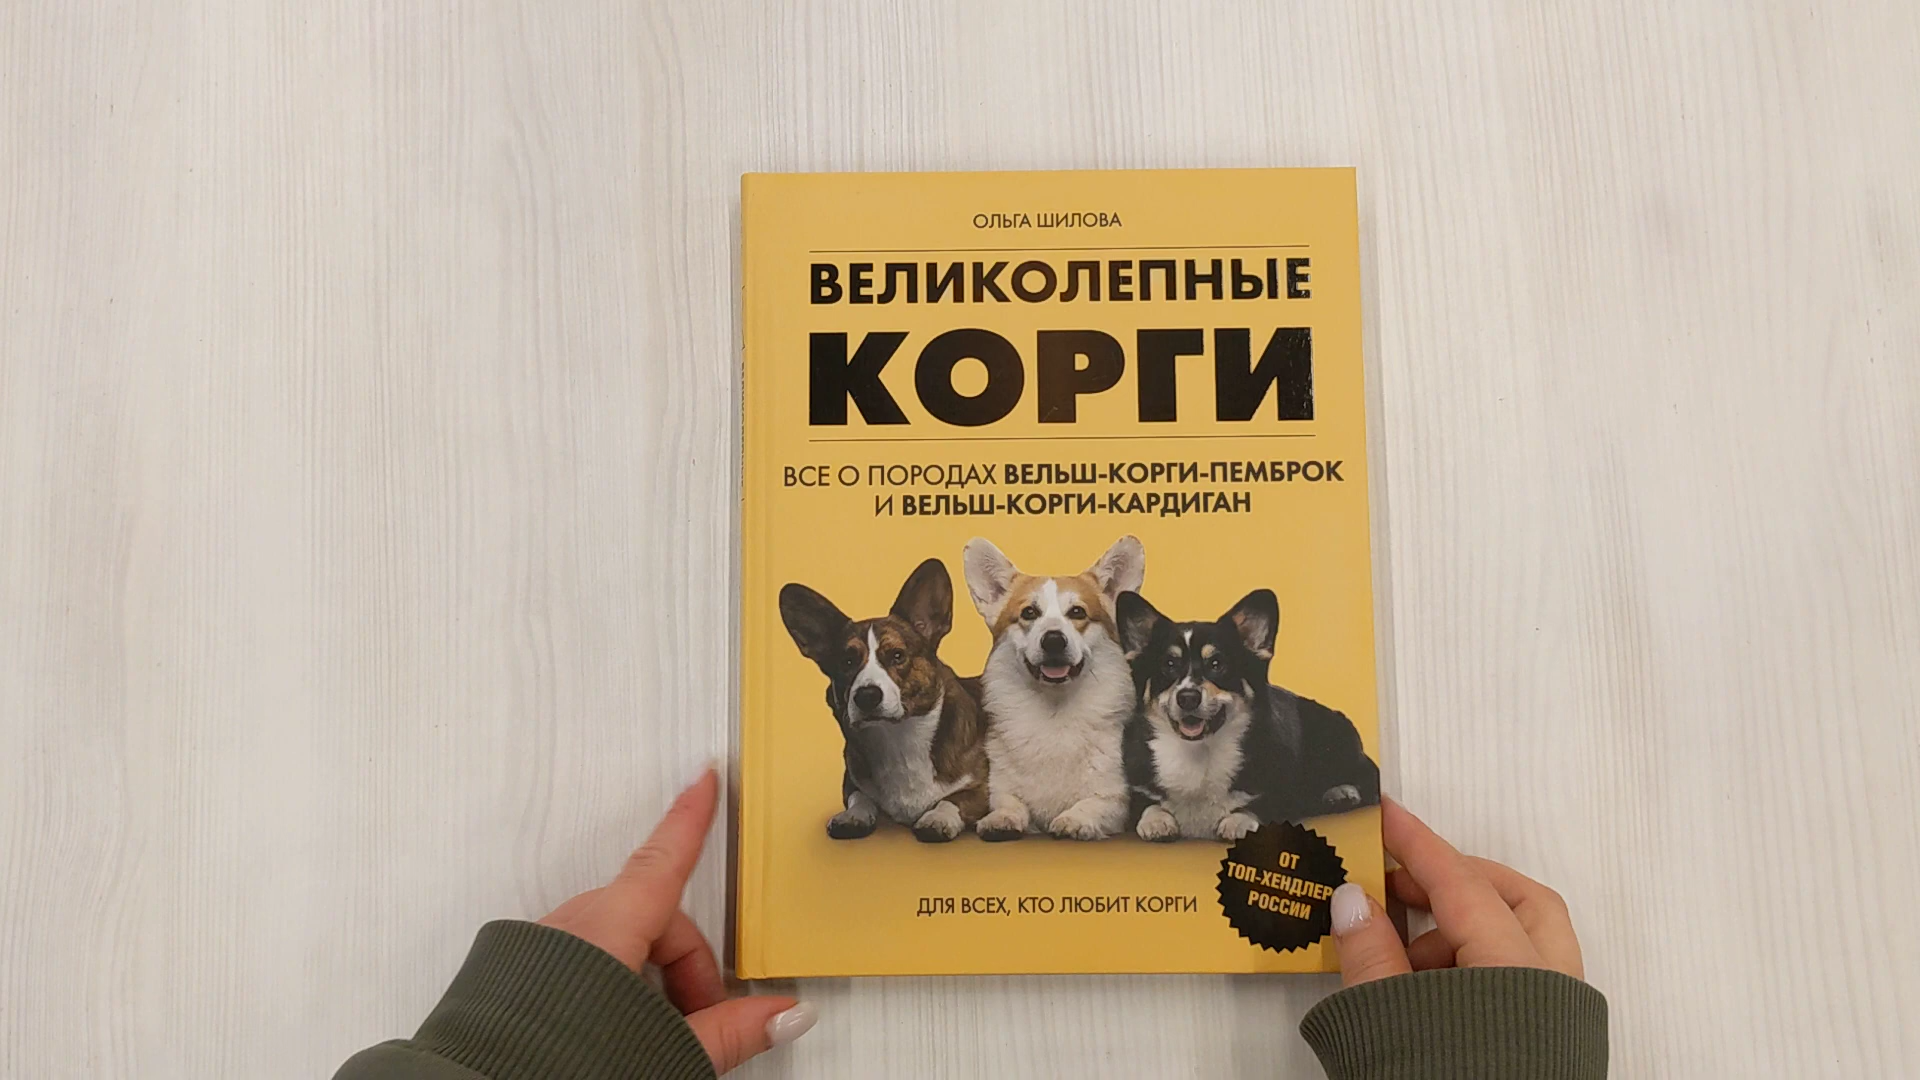 ОЛЬГА ШИЛОВА
ВЕЛИКОЛЕПНЫЕ
КОРГИ
ВСЕ О ПОРОДАХ ВЕЛЬШ-КОРГИ-ПЕМБРОК
И ВЕЛЬШ-КОРГИ-КАРДИГАН
ОТ
ТОП-ХЕНДЛЕР
РОССИИ
ДЛЯ ВСЕХ, КТО ЛЮБИТ КОРГИ